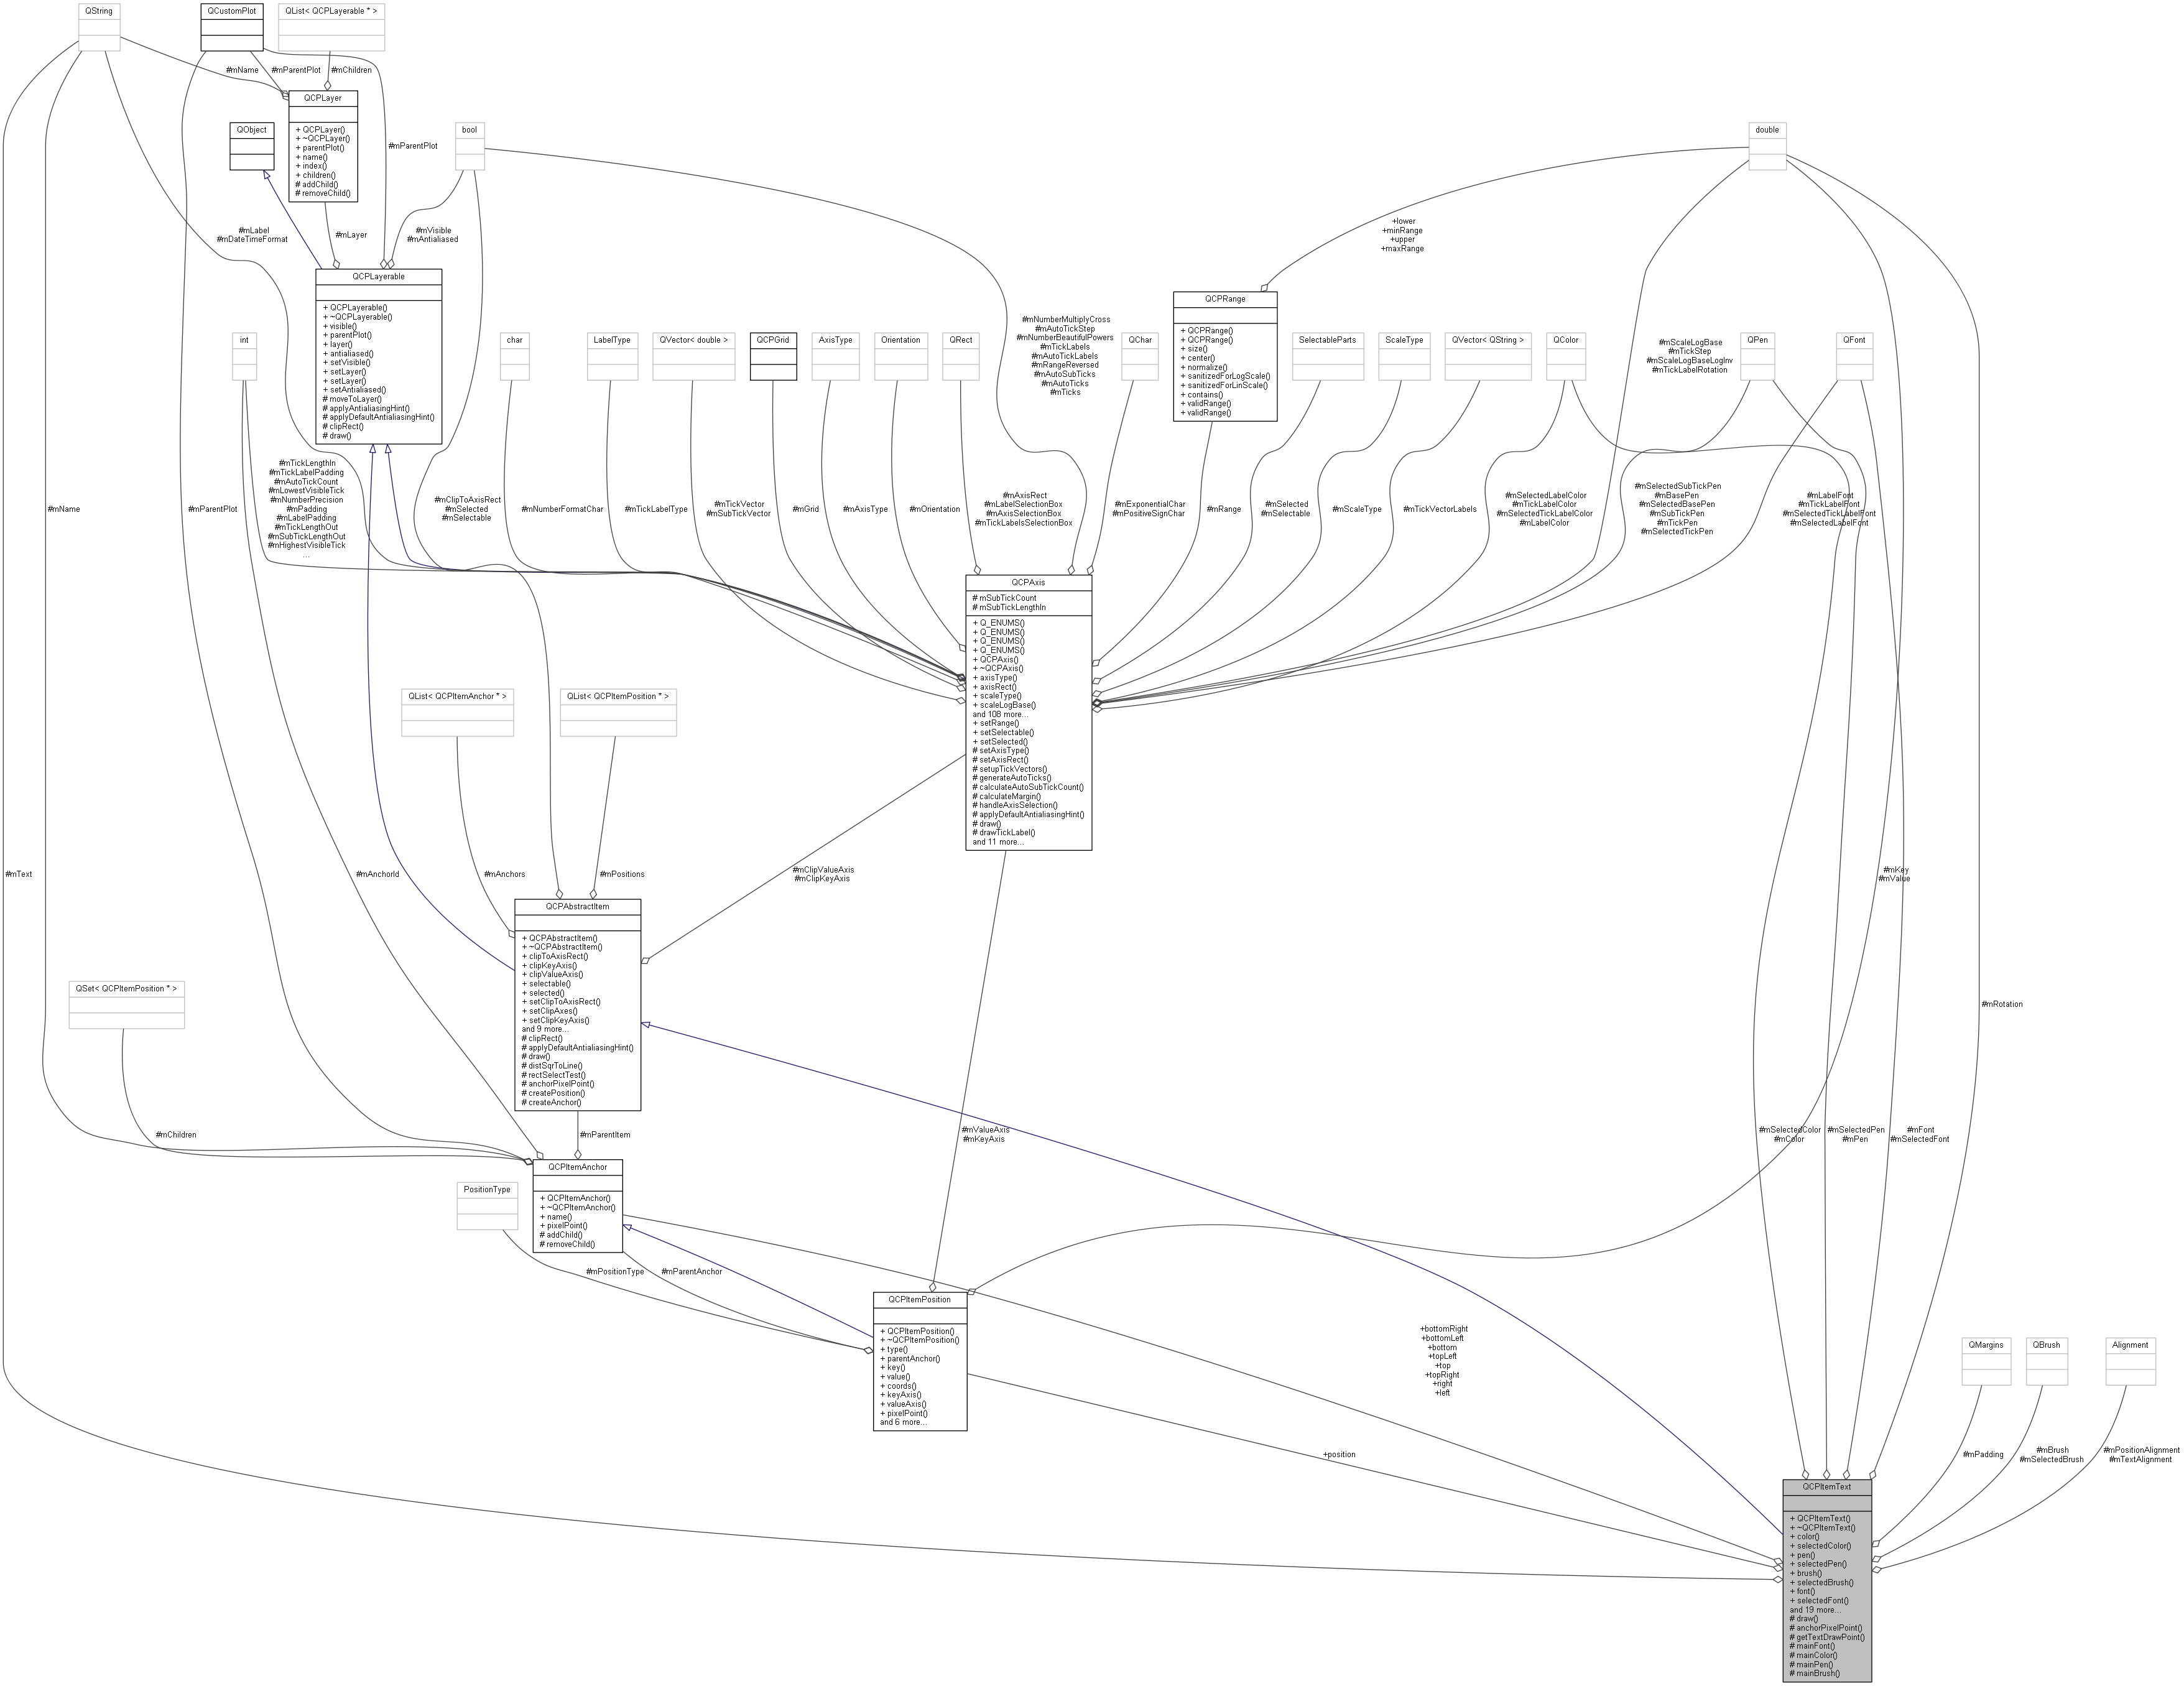 QString
QCustomPlot
QList< QCPLayerable * >
#mName
#mParentPlot
#mChildren
QCPLayer
+ QCPLayer()
+ ~QCPLayer()
+ parentPlot()
+ name()
+ index()
+ children()
# addChild()
# removeChild()
QObject
bool
double
#mParentPlot
#mLabel
#mDateTimeFormat
#mLayer
#mVisible
#mAntialiased
+lower
+minRange
+upper
+maxRange
QCPLayerable
+ QCPLayerable()
+ ~QCPLayerable()
+ visible()
+ parentPlot()
+ layer()
+ antialiased()
+ setVisible()
+ setLayer()
+ setLayer()
+ setAntialiased()
# moveToLayer()
# applyAntialiasingHint()
# applyDefaultAntialiasingHint()
# clipRect()
# draw()
QCPRange
+ QCPRange()
+ QCPRange()
+ size()
+ center()
+ normalize()
+ sanitizedForLogScale()
+ sanitizedForLinScale()
+ contains()
+ validRange()
+ validRange()
int
char
LabelType
QVector< double >
QCPGrid
AxisType
Orientation
QRect
#mNumberMultiplyCross
#mAutoTickStep
#mNumberBeautifulPowers
#mTickLabels
#mAutoTickLabels
#mRangeReversed
#mAutoSubTicks
#mAutoTicks
#mTicks
QChar
SelectableParts
ScaleType
QVector< QString >
QColor
#mScaleLogBase
#mTickStep
#mScaleLogBaseLogInv
#mTickLabelRotation
QPen
QFont
#mName
#mParentPlot
#mTickLengthIn
#mTickLabelPadding
#mAutoTickCount
#mLowestVisibleTick
#mNumberPrecision
#mPadding
#mLabelPadding
#mTickLengthOut
#mSubTickLengthOut
#mHighestVisibleTick
...
#mClipToAxisRect
#mSelected
#mSelectable
#mNumberFormatChar
#mTickLabelType
#mTickVector
#mSubTickVector
#mGrid
#mAxisType
#mOrientation
#mAxisRect
#mLabelSelectionBox
#mAxisSelectionBox
#mTickLabelsSelectionBox
#mExponentialChar
#mPositiveSignChar
#mRange
#mSelected
#mSelectable
#mScaleType
#mTickVectorLabels
#mSelectedLabelColor
#mTickLabelColor
#mSelectedTickLabelColor
#mLabelColor
#mSelectedSubTickPen
#mBasePen
#mSelectedBasePen
#mSubTickPen
#mTickPen
#mSelectedTickPen
#mLabelFont
#mTickLabelFont
#mSelectedTickLabelFont
#mSelectedLabelFont
QCPAxis
# mSubTickCount
# mSubTickLengthIn
+ Q_ENUMS()
+ Q_ENUMS()
+ Q_ENUMS()
+ Q_ENUMS()
+ QCPAxis()
+ ~QCPAxis()
+ axisType()
+ axisRect()
+ scaleType()
+ scaleLogBase()
and 108 more...
+ setRange()
+ setSelectable()
+ setSelected()
# setAxisType()
# setAxisRect()
# setupTickVectors()
# generateAutoTicks()
# calculateAutoSubTickCount()
# calculateMargin()
# handleAxisSelection()
# applyDefaultAntialiasingHint()
# draw()
# drawTickLabel()
and 11 more...
QList< QCPItemAnchor * >
QList< QCPItemPosition * >
#mText
#mAnchorId
#mAnchors
#mPositions
#mClipValueAxis
#mClipKeyAxis
#mKey
#mValue
QCPAbstractItem
+ QCPAbstractItem()
+ ~QCPAbstractItem()
+ clipToAxisRect()
+ clipKeyAxis()
+ clipValueAxis()
+ selectable()
+ selected()
+ setClipToAxisRect()
+ setClipAxes()
+ setClipKeyAxis()
and 9 more...
# clipRect()
# applyDefaultAntialiasingHint()
# draw()
# distSqrToLine()
# rectSelectTest()
# anchorPixelPoint()
# createPosition()
# createAnchor()
QSet< QCPItemPosition * >
#mRotation
#mChildren
#mParentItem
#mValueAxis
#mKeyAxis
#mSelectedColor
#mColor
#mSelectedPen
#mPen
#mFont
#mSelectedFont
PositionType
QCPItemAnchor
+ QCPItemAnchor()
+ ~QCPItemAnchor()
+ name()
+ pixelPoint()
# addChild()
# removeChild()
#mPositionType
#mParentAnchor
QCPItemPosition
+ QCPItemPosition()
+ ~QCPItemPosition()
+ type()
+ parentAnchor()
+ key()
+ value()
+ coords()
+ keyAxis()
+ valueAxis()
+ pixelPoint()
and 6 more...
+bottomRight
+bottomLeft
+bottom
+topLeft
+top
+topRight
+right
+left
QMargins
QBrush
Alignment
+position
#mPadding
#mBrush
#mSelectedBrush
#mPositionAlignment
#mTextAlignment
QCPItemText
+ QCPItemText()
+ ~QCPItemText()
+ color()
+ selectedColor()
+ pen()
+ selectedPen()
+ brush()
+ selectedBrush()
+ font()
+ selectedFont()
and 19 more...
# draw()
# anchorPixelPoint()
# getTextDrawPoint()
# mainFont()
# mainColor()
# mainPen()
# mainBrush()